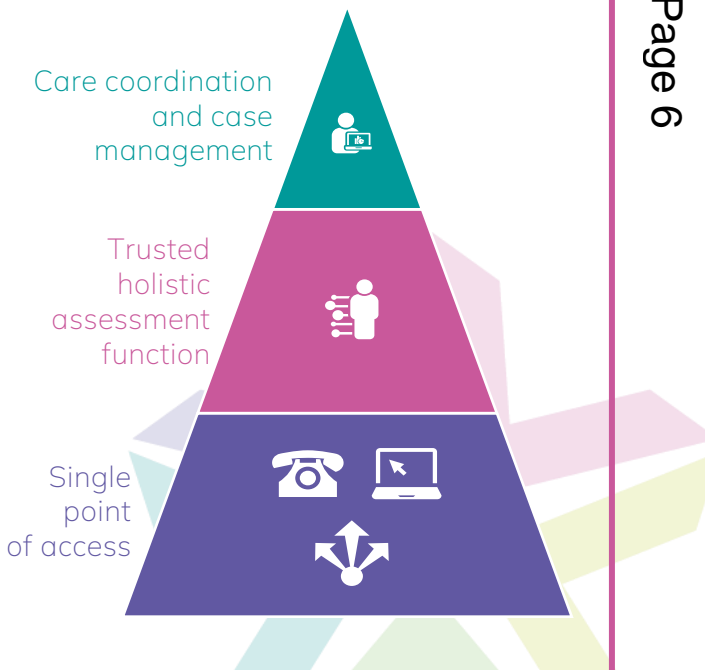 Care coordination
and case
management
Trusted
holistic
assessment
function
Single
point
of access
Page 6